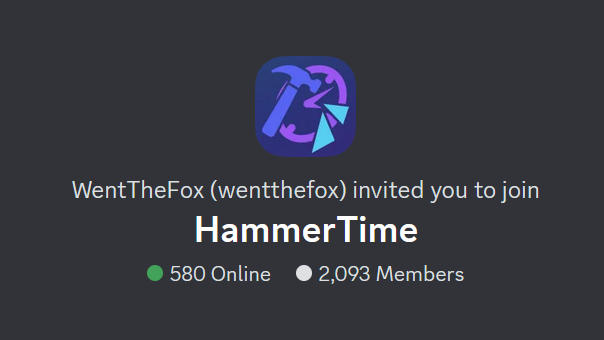 WentTheFox (wentthefox) invited you to join
HammerTime
580 Online 2,093 Members